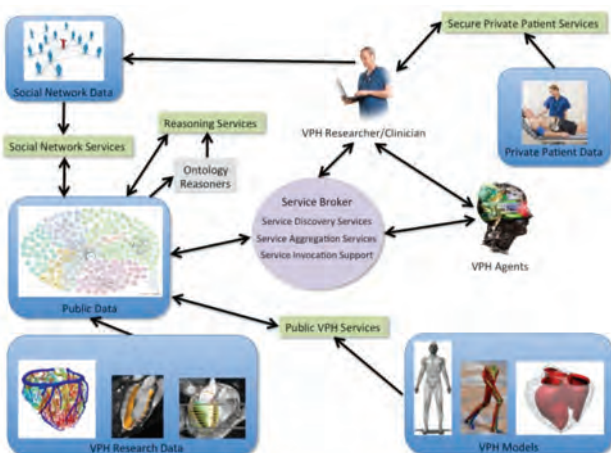 Secure Private Patient Services
Social Network Data
Reasoning Services
VPH Researcher/Clinician
Private Patient Data
Social Network Services
Ontology
Reasoners
Service Broker
Service Discovery Services
Service Aggregation Services
Service Invocation Support
VPH Agents
Public Data
Public VPH Services
VPH Research Data
VPH Models